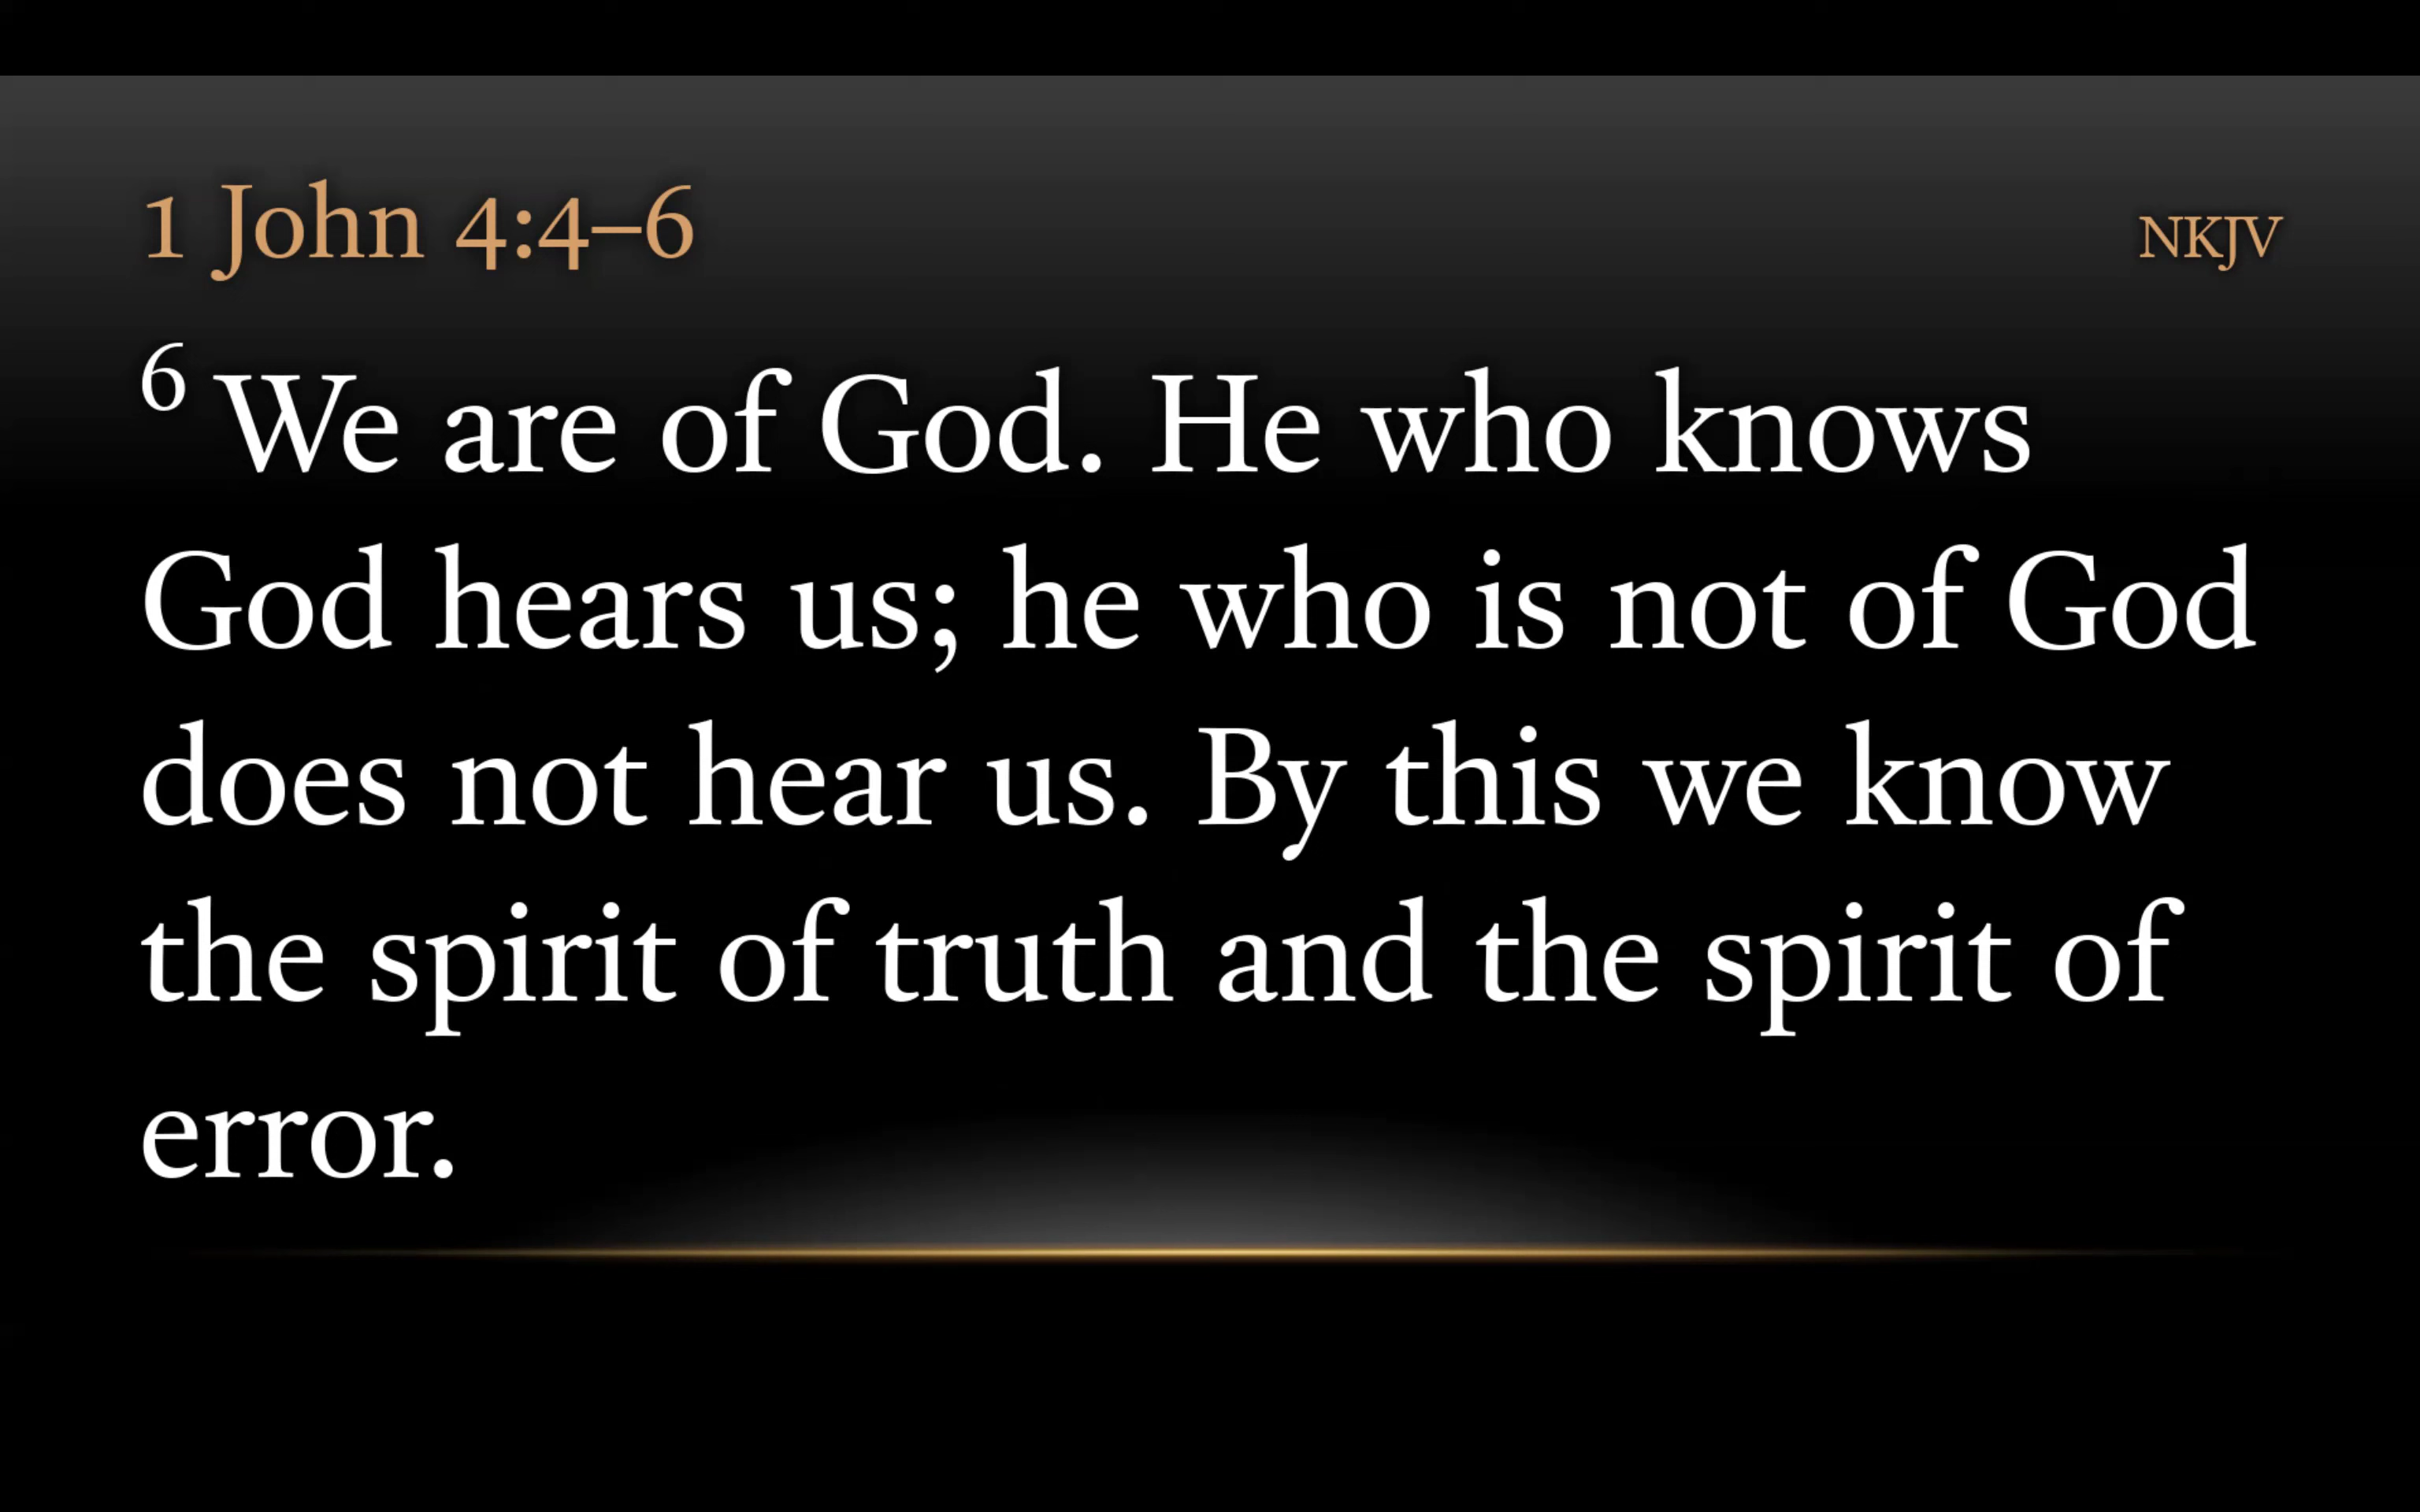 1 John 4:4–6
NKJV
6 We are of God. He who knows
God hears us; he who is not of God
does not hear us. By this we know
the spirit of truth and the spirit of
error.